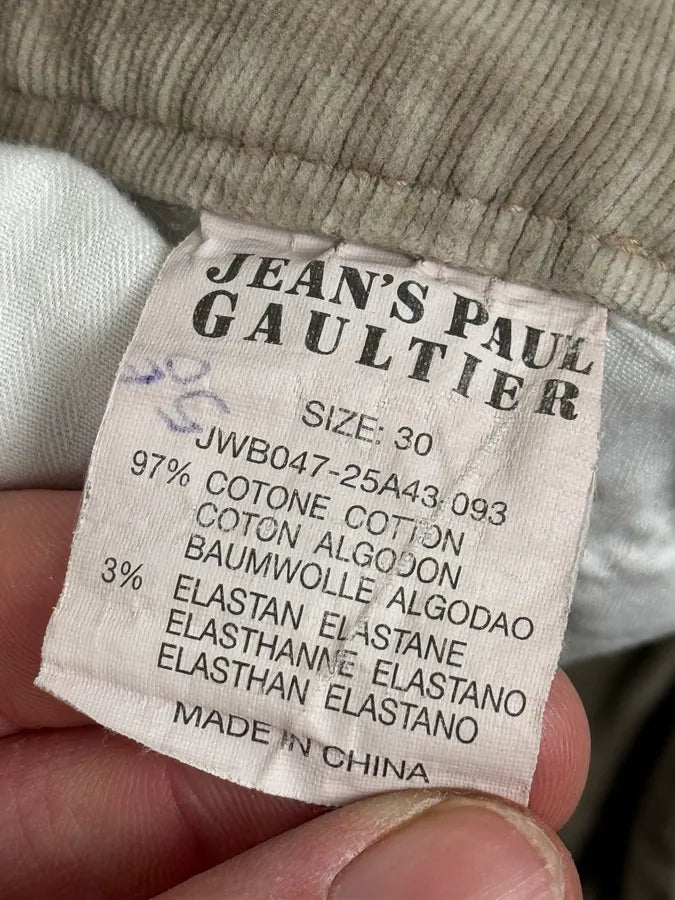 JEAN'S PAUL
GAULTIER
SIZE: 30
JWB047-25A43-093
97% COTONE COTTON
COTON ALGODON
BAUMWOLLE ALGODAO
3% ELASTAN ELASTANE
ELASTHANNE ELASTANO
ELASTHAN ELASTANO
MADE IN CHINA